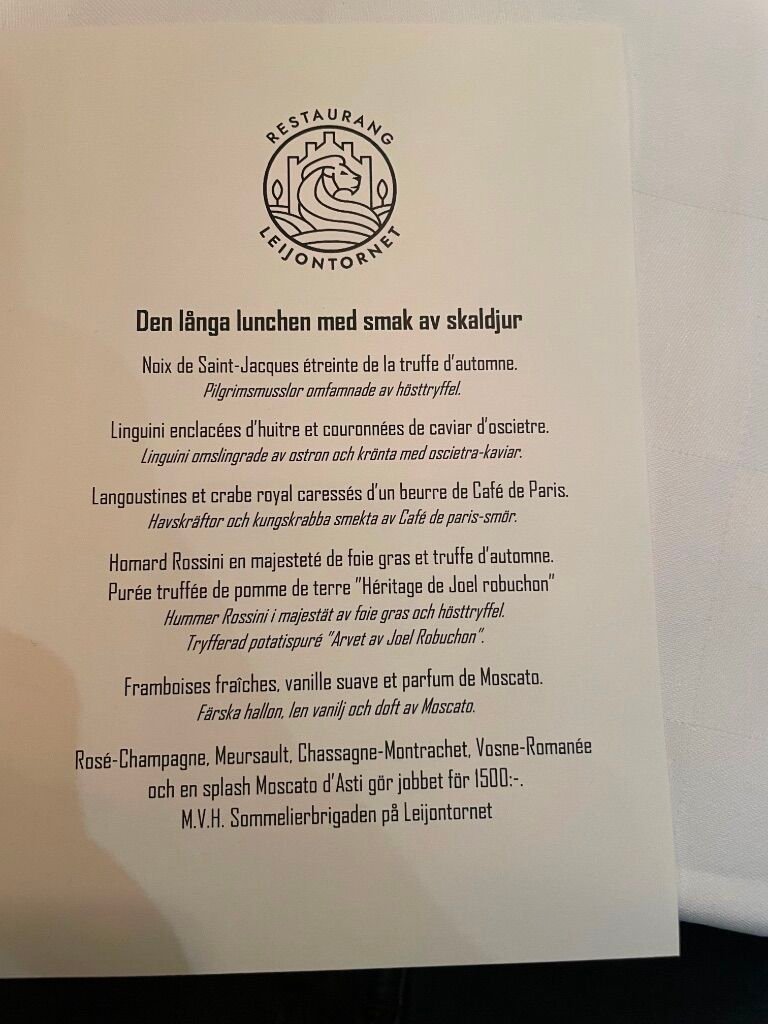 RESTAURANG
LEIJONTORNET
Den långa lunchen med smak av skaldjur
Noix de Saint-Jacques étreinte de la truffe d'automne.
Pilgrimsmusslor omfamnade av hösttryffel.
Linguini enclacées d'huitre et couronnées de caviar d'oscietre.
Linguini omslingrade av ostron och krönta med oscietra-kaviar.
Langoustines et crabe royal caressés d'un beurre de Café de Paris.
Havskräftor och kungskrabba smekta av Café de paris-smör.
Homard Rossini en majesteté de foie gras et truffe d'automne.
Purée truffée de pomme de terre "Héritage de Joel robuchon"
Hummer Rossini i majestät av foie gras och hösttryffel.
Tryfferad potatispuré "Arvet av Joel Robuchon".
Framboises fraîches, vanille suave et parfum de Moscato.
Färska hallon, len vanilj och doft av Moscato.
Rosé-Champagne, Meursault, Chassagne-Montrachet, Vosne-Romanée
och en splash Moscato d'Asti gör jobbet för 1500:-.
M.V.H. Sommelierbrigaden på Leijontornet